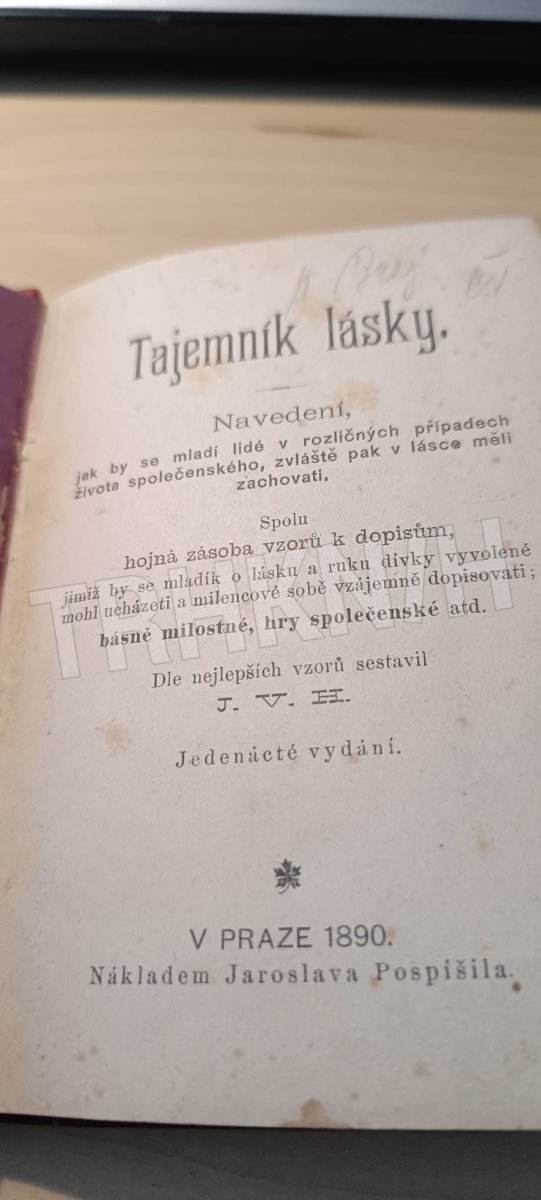 Tajemník lásky.
Navedení,
jak by se mladí lidé v rozličných případech
života společenského, zvláště pak v lásce měli
zachovati.
Spolu
hojná zásoba vzorů k dopisům,
jimiž by se mladík o lásku a ruku dívky vyvolené
mohl ucházeti a milencové sobě vzájemně dopisovati;
básně milostné, hry společenské atd.
Dle nejlepších vzorů sestavil
J. V. H.
Jedenácté vydání.
V PRAZE 1890.
Nákladem Jaroslava Pospíšila.